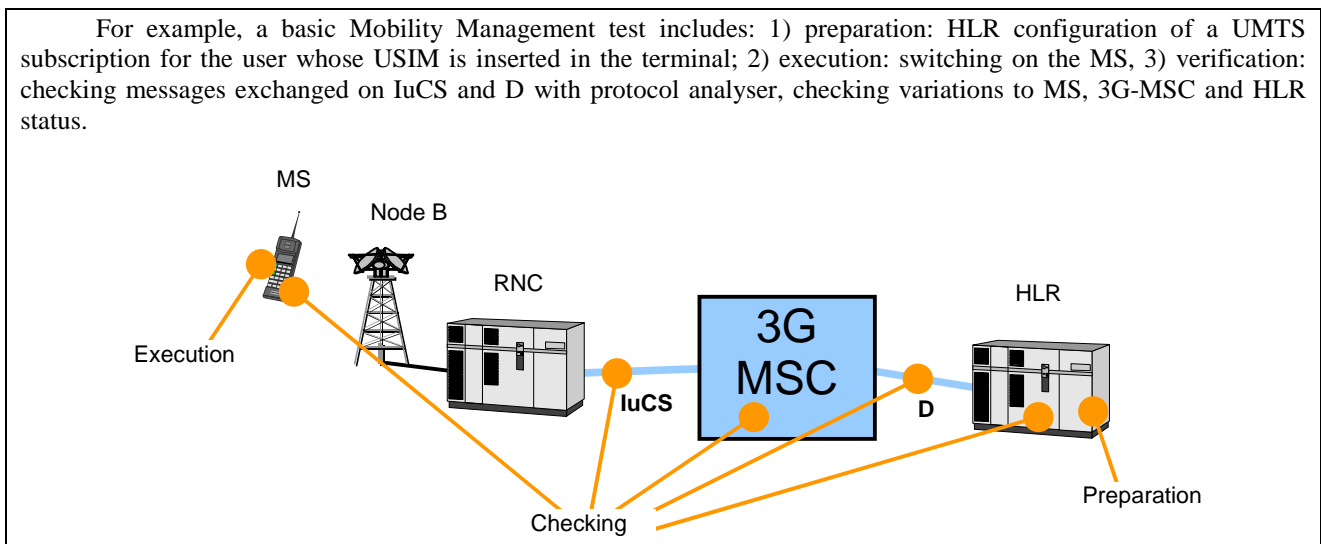 For example, a basic Mobility Management test includes: 1) preparation: HLR configuration of a UMTS
subscription for the user whose USIM is inserted in the terminal; 2) execution: switching on the MS, 3) verification:
checking messages exchanged on IuCS and D with protocol analyser, checking variations to MS, 3G-MSC and HLR
status.
MS
Node B
RNC
HLR
3G
MSC
Execution
IuCS
D
Preparation
Checking